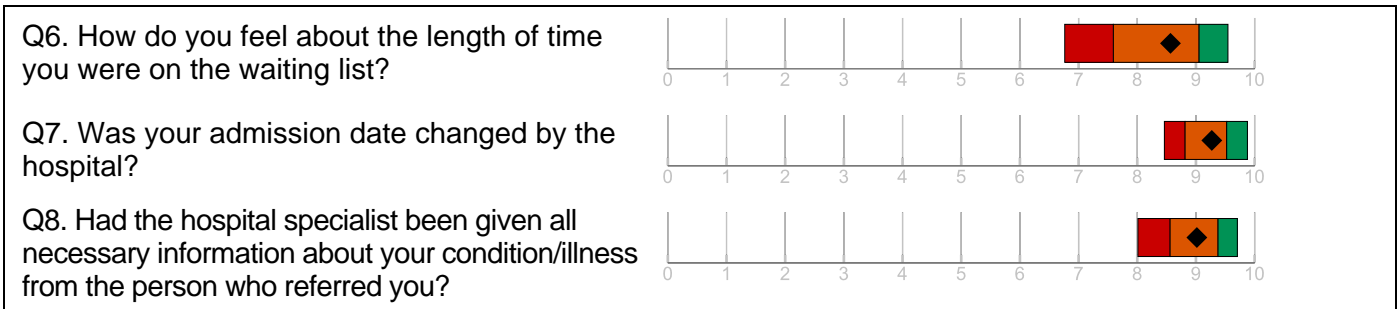 Q6. How do you feel about the length of time
you were on the waiting list?
0 1 2 3 4 5 6 7 8 9 10
Q7. Was your admission date changed by the
hospital?
0 1 2 3 4 5 6 7 8 9 10
Q8. Had the hospital specialist been given all
necessary information about your condition/illness
from the person who referred you?
0 1 2 3 4 5 6 7 8 9 10